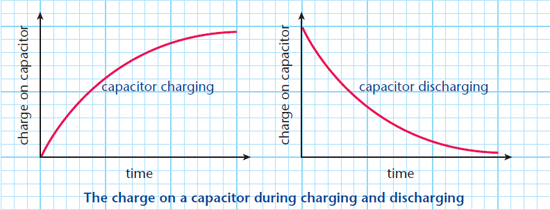 charge on capacitor
capacitor charging
time
charge on capacitor
capacitor discharging
time
The charge on a capacitor during charging and discharging